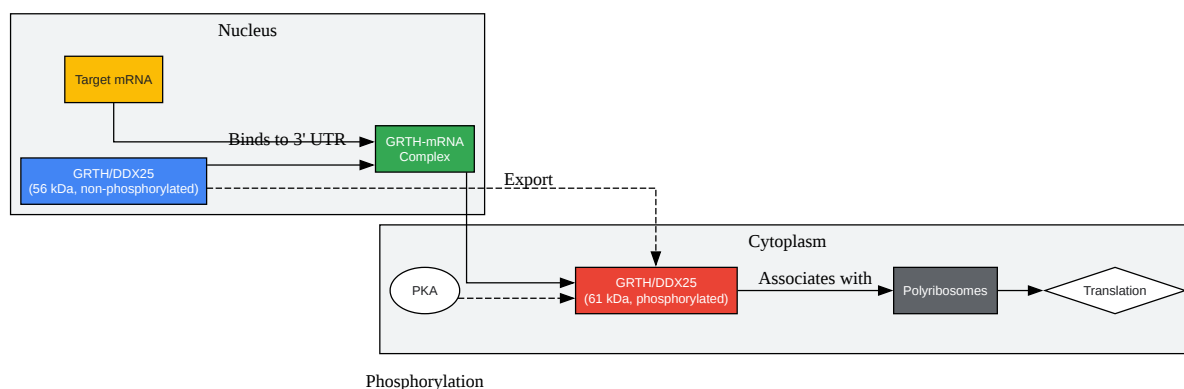 Nucleus
Target mRNA
Binds to 3' UTR
GRTH-mRNA
Complex
GRTH/DDX25
(56 kDa, non-phosphorylated)
Export
Cytoplasm
PKA
GRTH/DDX25
(61 kDa, phosphorylated)
Associates with
Polyribosomes
Translation
Phosphorylation